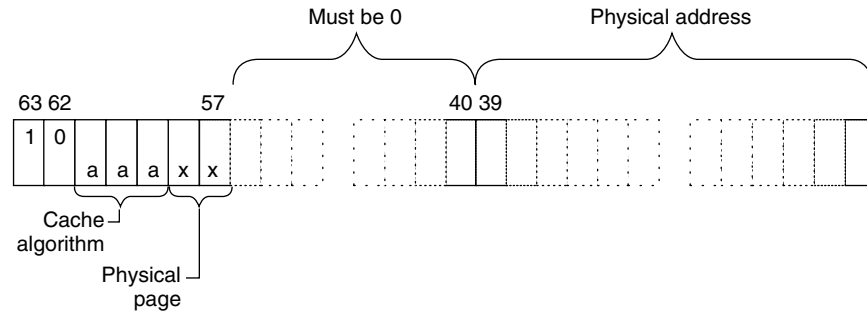 Must be 0 Physical address
63 62 57 40 39
1 0
a a a x x
Cache
algorithm
Physical
page